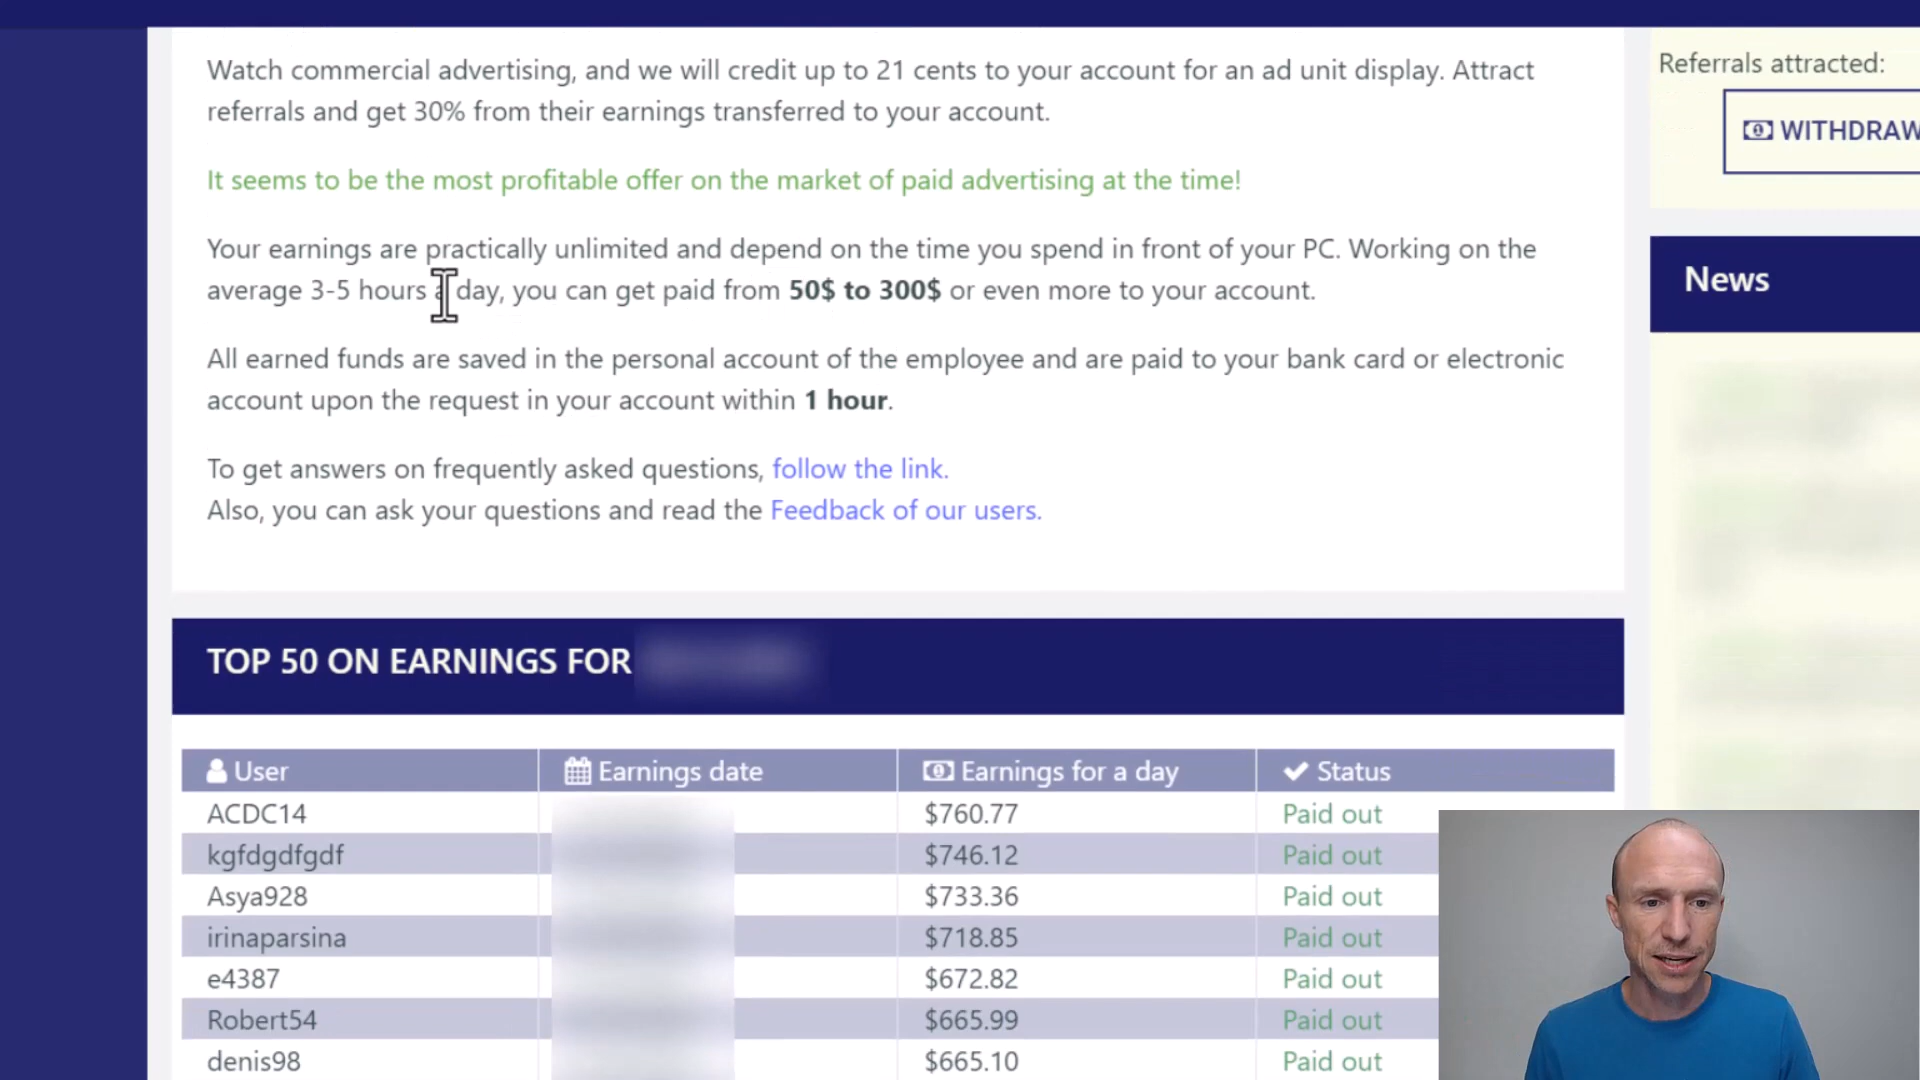 Watch commercial advertising, and we will credit up to 21 cents to your account for an ad unit display. Attract
referrals and get 30% from their earnings transferred to your account.
It seems to be the most profitable offer on the market of paid advertising at the time!
Your earnings are practically unlimited and depend on the time you spend in front of your PC. Working on the
average 3-5 hours a day, you can get paid from 50$ to 300$ or even more to your account.
All earned funds are saved in the personal account of the employee and are paid to your bank card or electronic
account upon the request in your account within 1 hour.
To get answers on frequently asked questions, follow the link.
Also, you can ask your questions and read the Feedback of our users.
Referrals attracted:
WITHDRAW
News
TOP 50 ON EARNINGS FOR
User Earnings date Earnings for a day Status
ACDC14 $760.77 Paid out
kgfdgdfgdf $746.12 Paid out
Asya928 $733.36 Paid out
irinaparsina $718.85 Paid out
e4387 $672.82 Paid out
Robert54 $665.99 Paid out
denis98 $665.10 Paid out